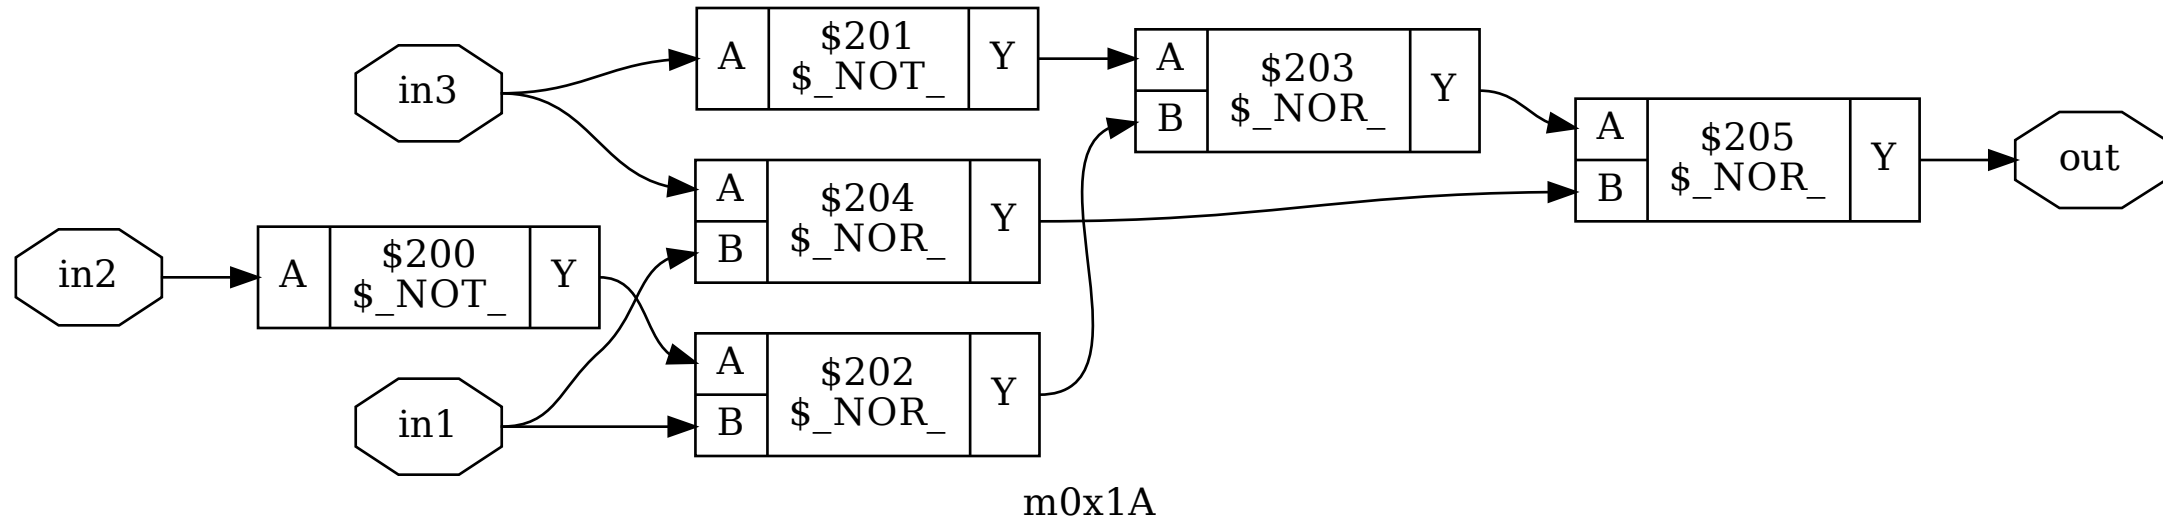 in3
A
$201
$_NOT_
Y
A
B
$203
$_NOR_
Y
A
B
$204
$_NOR_
Y
A
B
$205
$_NOR_
Y
out
in2
A
$200
$_NOT_
Y
in1
A
B
$202
$_NOR_
Y
m0x1A